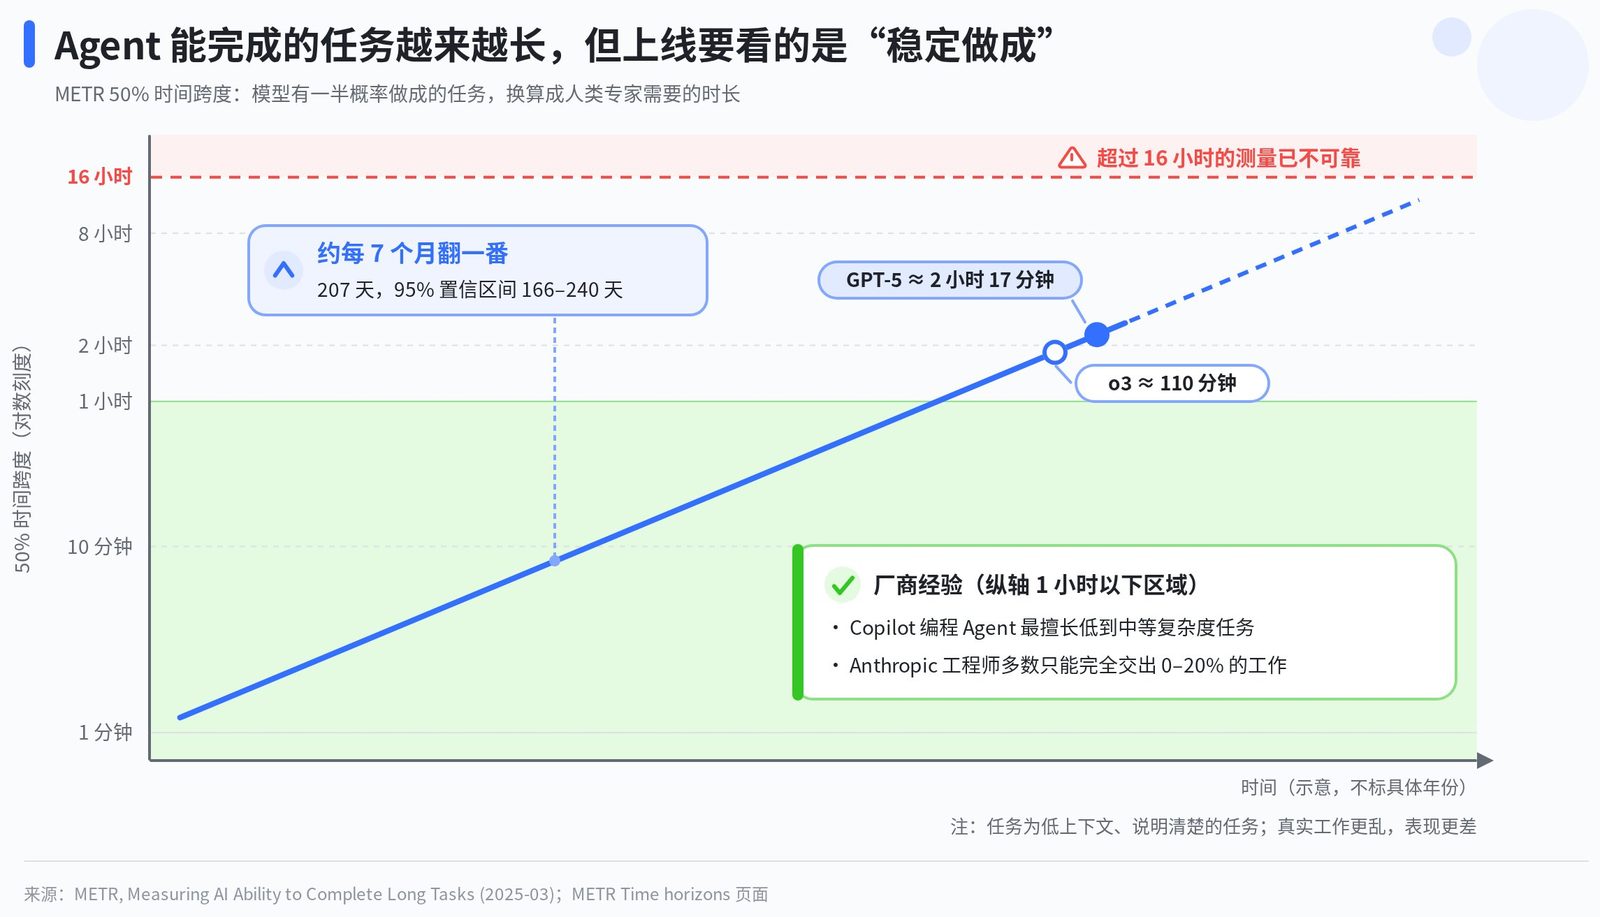 Agent 能完成的任务越来越长，但上线要看的是“稳定做成”
METR 50% 时间跨度：模型有一半概率做成的任务，换算成人类专家需要的时长
超过 16 小时的测量已不可靠
16 小时
8 小时
约每 7 个月翻一番
207 天，95% 置信区间 166–240 天
GPT-5 ≈ 2 小时 17 分钟
2 小时
o3 ≈ 110 分钟
1 小时
50% 时间跨度（对数刻度）
10 分钟
厂商经验（纵轴 1 小时以下区域）
・ Copilot 编程 Agent 最擅长低到中等复杂度任务
・ Anthropic 工程师多数只能完全交出 0–20% 的工作
1 分钟
时间（示意，不标具体年份）
注：任务为低上下文、说明清楚的任务；真实工作更乱，表现更差
来源：METR, Measuring AI Ability to Complete Long Tasks (2025-03)；METR Time horizons 页面